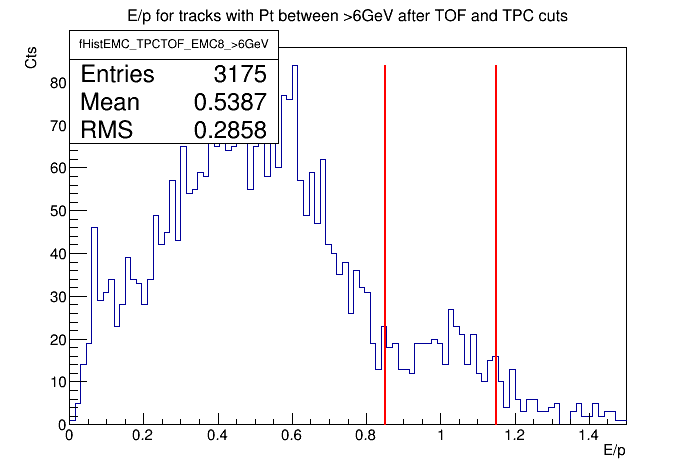 E/p for tracks with Pt between >6GeV after TOF and TPC cuts
fHistEMC_TPCTOF_EMC8_>6GeV
Entries 3175
Mean 0.5387
RMS 0.2858
Cts
80
70
60
50
40
30
20
10
0
0 0.2 0.4 0.6 0.8 1 1.2 1.4
E/p